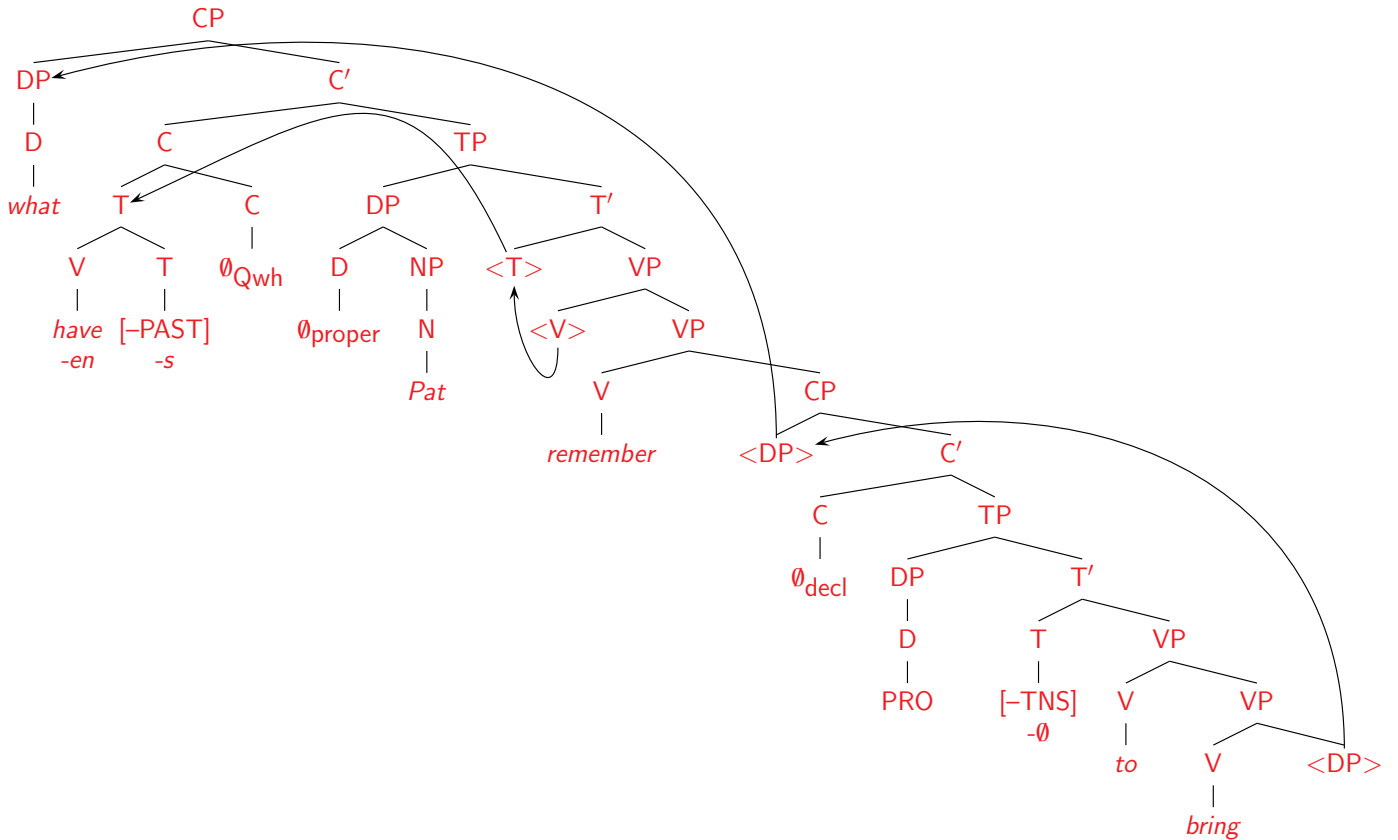 CP
DP C′
D C TP
what T C DP T′
V T ∅Qwh D NP <T> VP
have [–PAST] ∅proper N <V> VP
-en -s
Pat V CP
remember <DP> C′
C TP
∅decl DP T′
D T VP
PRO [–TNS] V VP
-∅
to V <DP>
bring